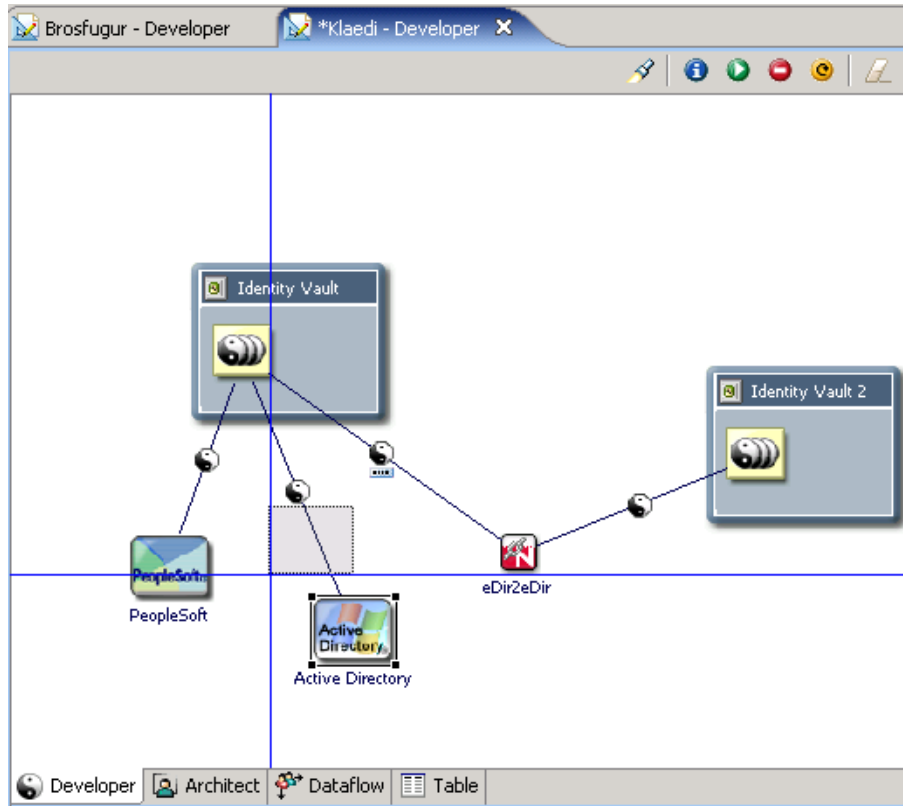 Brosfugur - Developer
*Klaedi - Developer
Identity Vault
Identity Vault 2
PeopleSoft
PeopleSoft
eDir2eDir
N
Active
Directory
Active Directory
Developer
Architect
Dataflow
Table